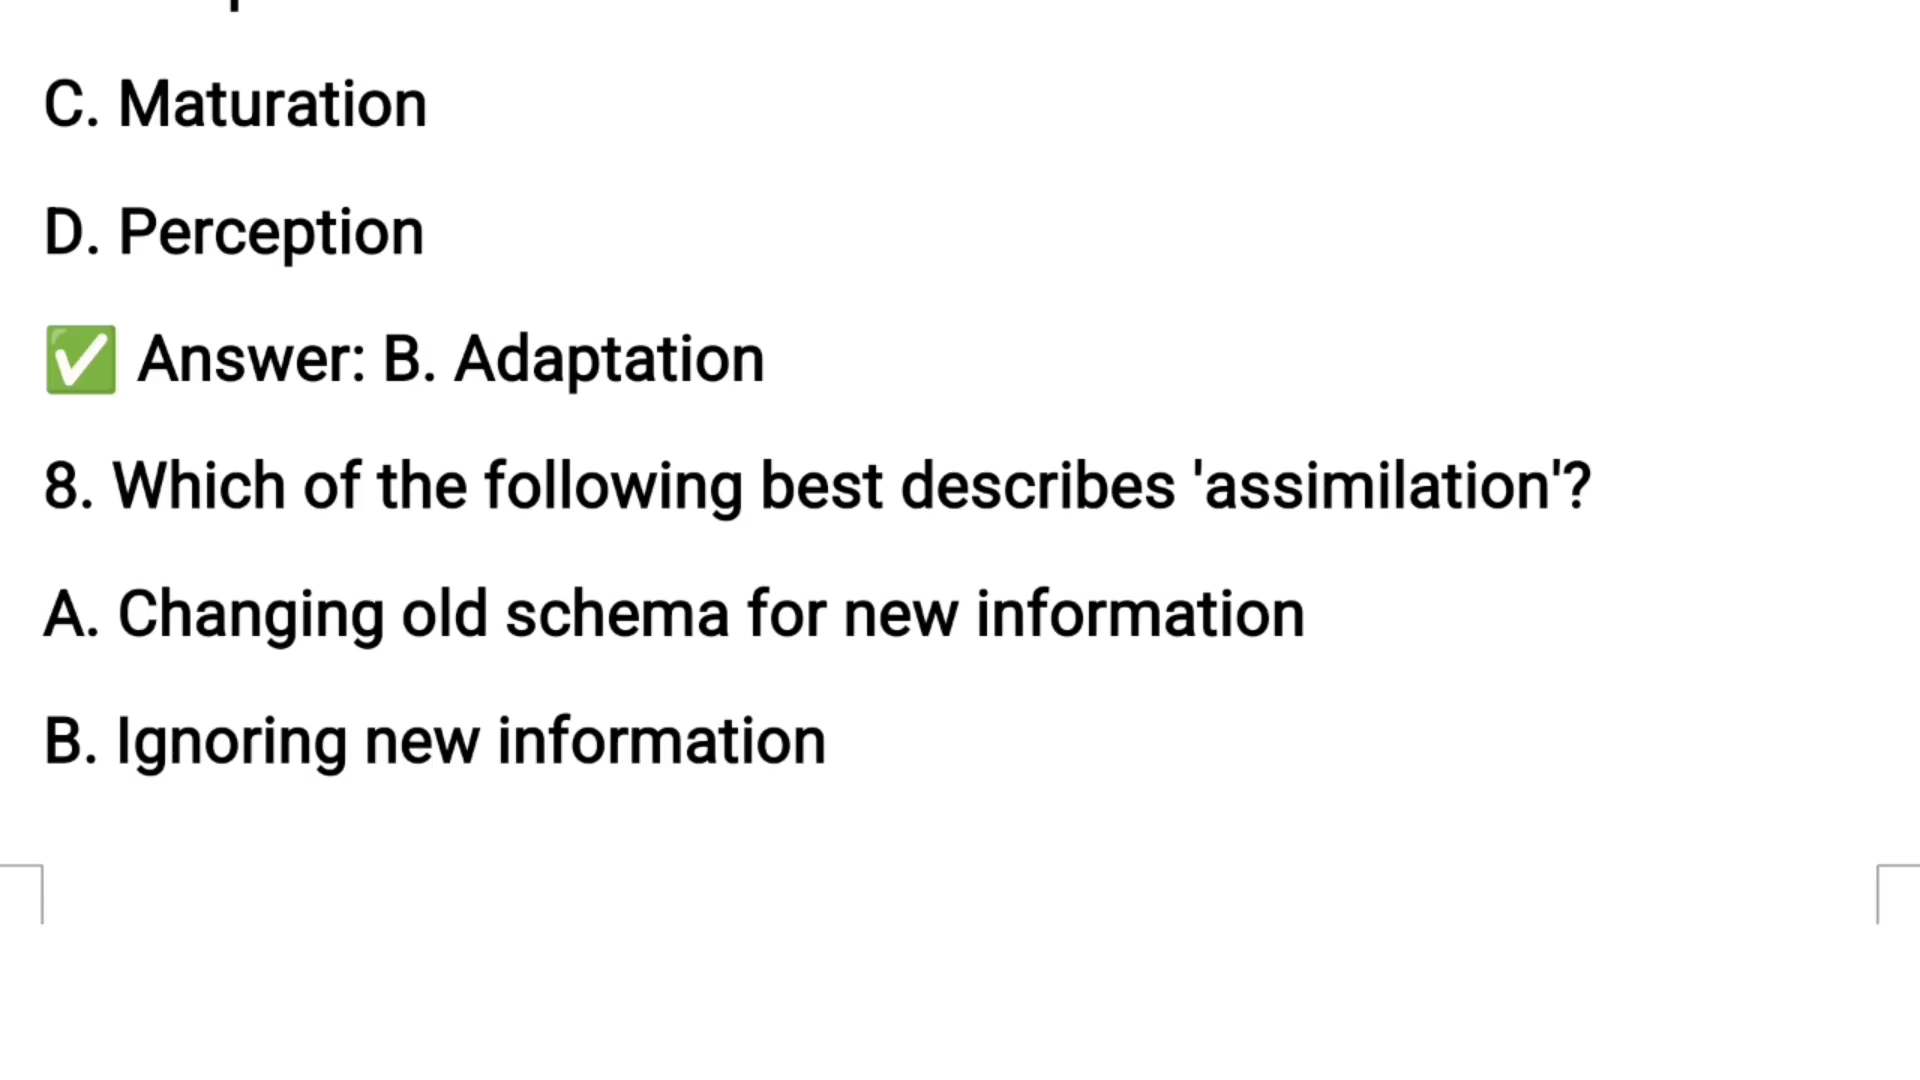 C. Maturation
D. Perception
✅ Answer: B. Adaptation
8. Which of the following best describes 'assimilation'?
A. Changing old schema for new information
B. Ignoring new information